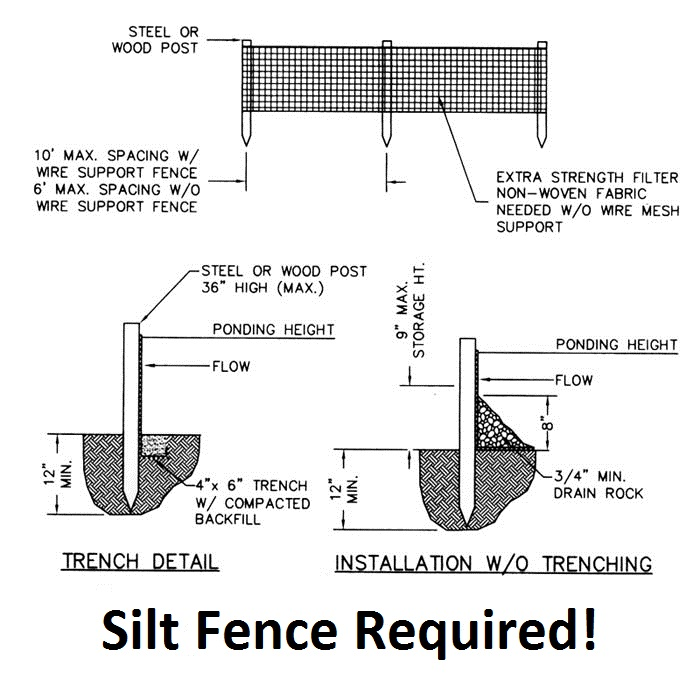 STEEL OR
WOOD POST
10' MAX. SPACING W/
WIRE SUPPORT FENCE
6' MAX. SPACING W/O
WIRE SUPPORT FENCE
EXTRA STRENGTH FILTER
NON-WOVEN FABRIC
NEEDED W/O WIRE MESH
SUPPORT
STEEL OR WOOD POST
36" HIGH (MAX.)
PONDING HEIGHT
FLOW
12"
MIN.
4"x 6" TRENCH
W/ COMPACTED
BACKFILL
TRENCH DETAIL
9" MAX.
STORAGE HT.
PONDING HEIGHT
FLOW
8"
12"
MIN.
3/4" MIN.
DRAIN ROCK
INSTALLATION W/O TRENCHING
Silt Fence Required!